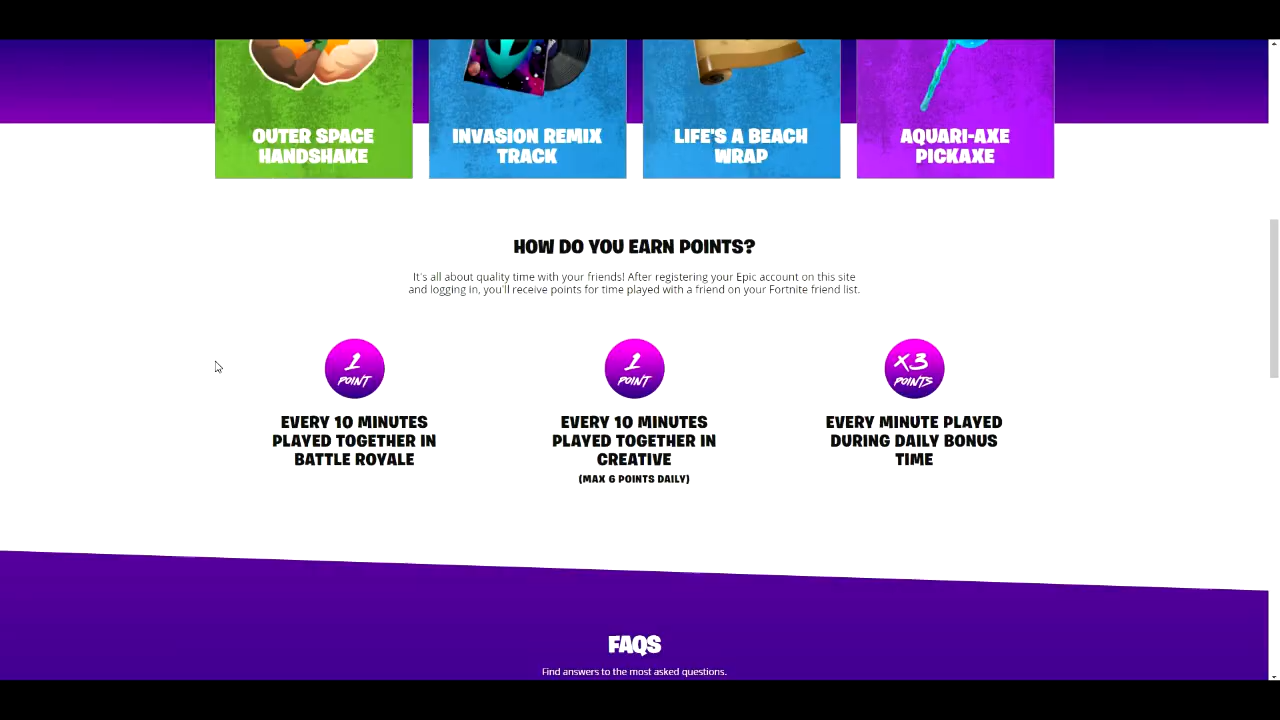 OUTER SPACE
HANDSHAKE
INVASION REMIX
TRACK
LIFE'S A BEACH
WRAP
AQUARI-AXE
PICKAXE
HOW DO YOU EARN POINTS?
It's all about quality time with your friends! After registering your Epic account on this site
and logging in, you'll receive points for time played with a friend on your Fortnite friend list.
1
POINT
EVERY 10 MINUTES
PLAYED TOGETHER IN
BATTLE ROYALE
1
POINT
EVERY 10 MINUTES
PLAYED TOGETHER IN
CREATIVE
(MAX 6 POINTS DAILY)
X3
POINTS
EVERY MINUTE PLAYED
DURING DAILY BONUS
TIME
FAQS
Find answers to the most asked questions.